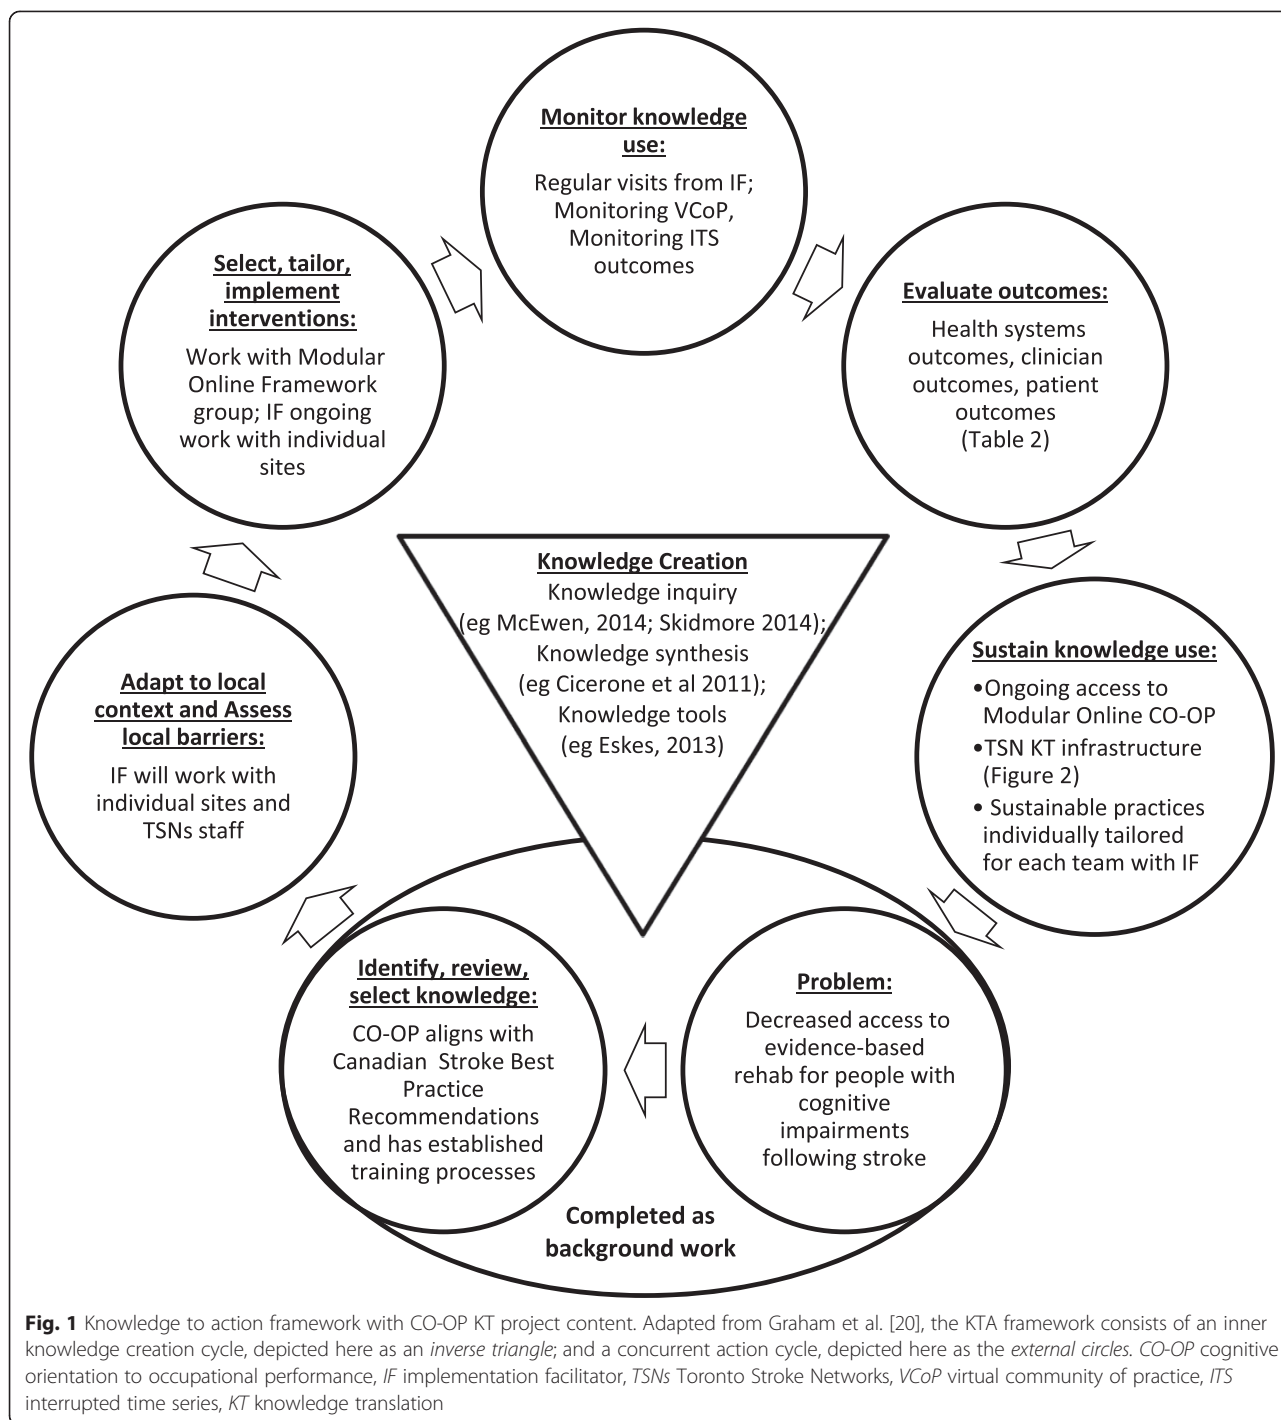 Monitor knowledge
use:
Regular visits from IF;
Monitoring VCoP,
Monitoring ITS
outcomes
Select, tailor,
implement
interventions:
Work with Modular
Online Framework
group; IF ongoing
work with individual
sites
Evaluate outcomes:
Health systems
outcomes, clinician
outcomes, patient
outcomes
(Table 2)
Knowledge Creation
Knowledge inquiry
(eg McEwen, 2014; Skidmore 2014);
Knowledge synthesis
(eg Cicerone et al 2011);
Knowledge tools
(eg Eskes, 2013)
Adapt to local
context and Assess
local barriers:
IF will work with
individual sites and
TSNs staff
Sustain knowledge use:
•Ongoing access to
Modular Online CO-OP
•TSN KT infrastructure
(Figure 2)
• Sustainable practices
individually tailored
for each team with IF
Identify, review,
select knowledge:
CO-OP aligns with
Canadian Stroke Best
Practice
Recommendations
and has established
training processes
Problem:
Decreased access to
evidence-based
rehab for people with
cognitive
impairments
following stroke
Completed as
background work
Fig. 1 Knowledge to action framework with CO-OP KT project content. Adapted from Graham et al. [20], the KTA framework consists of an inner
knowledge creation cycle, depicted here as an inverse triangle; and a concurrent action cycle, depicted here as the external circles. CO-OP cognitive
orientation to occupational performance, IF implementation facilitator, TSNs Toronto Stroke Networks, VCoP virtual community of practice, ITS
interrupted time series, KT knowledge translation